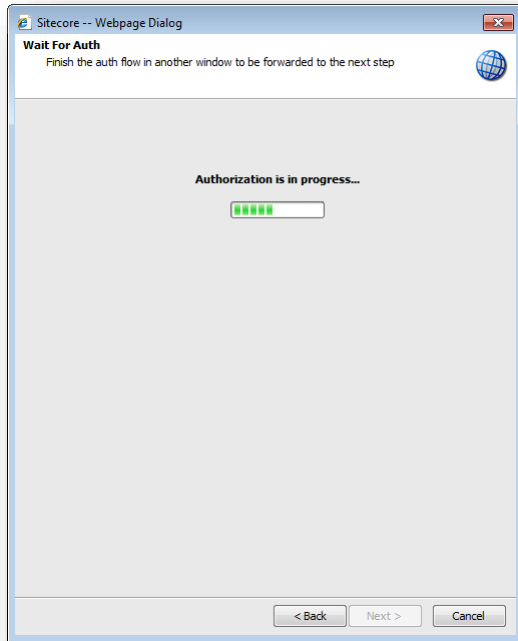 Sitecore -- Webpage Dialog
Wait For Auth
Finish the auth flow in another window to be forwarded to the next step
Authorization is in progress...
< Back Next > Cancel